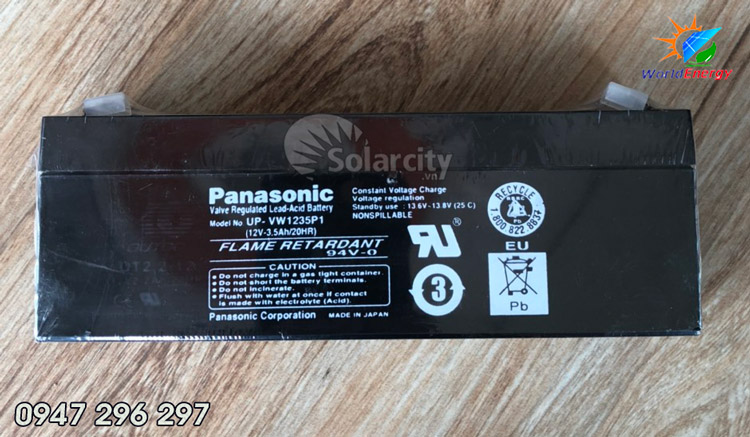 WorldEnergy
Solarcity
.vn
Panasonic
Valve Regulated Lead-Acid Battery
Model No UP-VW1235P1
(12V-3.5Ah/20HR)
FLAME RETARDANT
94V-0
CAUTION
Do not charge in a gas tight container.
Do not short the battery terminals.
Do not incinerate.
Flush with water at once if contact is made with electrolyte (Acid).
Panasonic Corporation MADE IN JAPAN
Constant Voltage Charge
Voltage regulation
Standby use : 13.6V-13.8V (25 C)
NONSPILLABLE
3
RECYCLE
1.800.822.8837
EU
Pb
0947 296 297